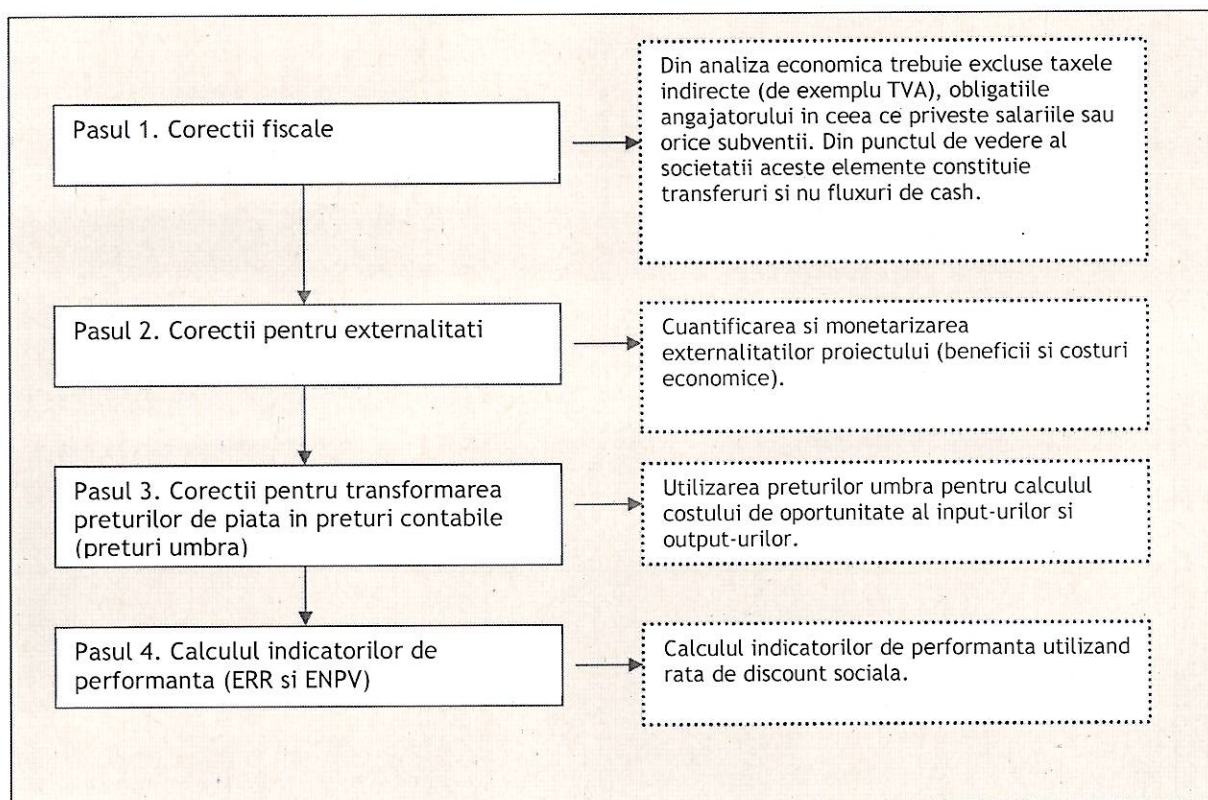 Pasul 1. Corectii fiscale
Din analiza economica trebuie excluse taxele
indirecte (de exemplu TVA), obligatiile
angajatorului in ceea ce priveste salariile sau
orice subventii. Din punctul de vedere al
societatii aceste elemente constituie
transferuri si nu fluxuri de cash.
Pasul 2. Corectii pentru externalitati
Cuantificarea si monetarizarea
externalitatilor proiectului (beneficii si costuri
economice).
Pasul 3. Corectii pentru transformarea
preturilor de piata in preturi contabile
(preturi umbra)
Utilizarea preturilor umbra pentru calculul
costului de oportunitate al input-urilor si
output-urilor.
Pasul 4. Calculul indicatorilor de
performanta (ERR si ENPV)
Calculul indicatorilor de performanta utilizand
rata de discount sociala.